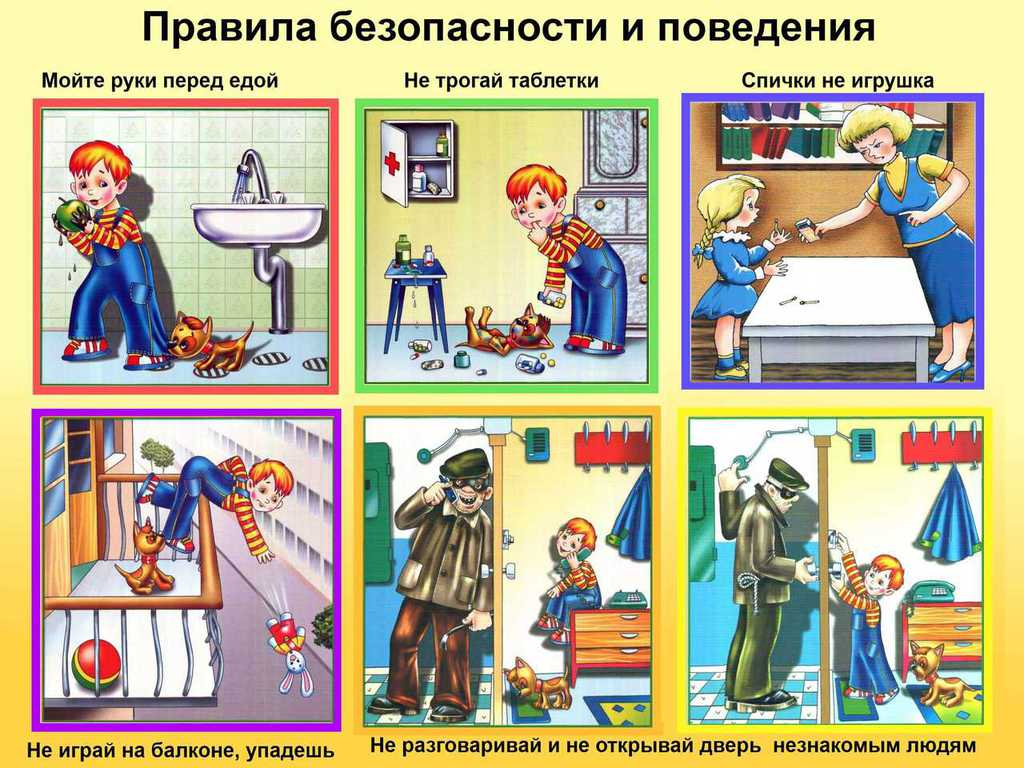 Правила безопасности и поведения
Мойте руки перед едой
Не трогай таблетки
Спички не игрушка
Не играй на балконе, упадешь
Не разговаривай и не открывай дверь незнакомым людям